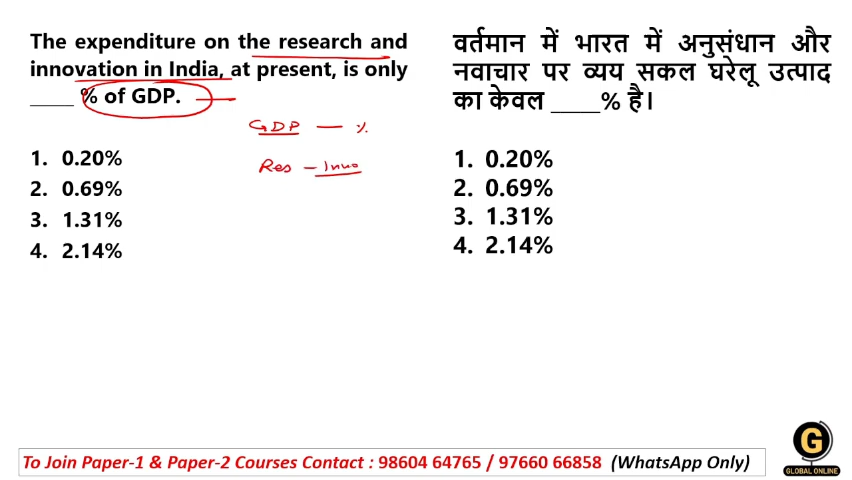 The expenditure on the research and
innovation in India, at present, is only
____ % of GDP.
GDP — %
Res – Inno
1. 0.20%
2. 0.69%
3. 1.31%
4. 2.14%
वर्तमान में भारत में अनुसंधान और
नवाचार पर व्यय सकल घरेलू उत्पाद
का केवल ____% है।
1. 0.20%
2. 0.69%
3. 1.31%
4. 2.14%
To Join Paper-1 & Paper-2 Courses Contact : 98604 64765 / 97660 66858 (WhatsApp Only)
G
GLOBAL ONLINE